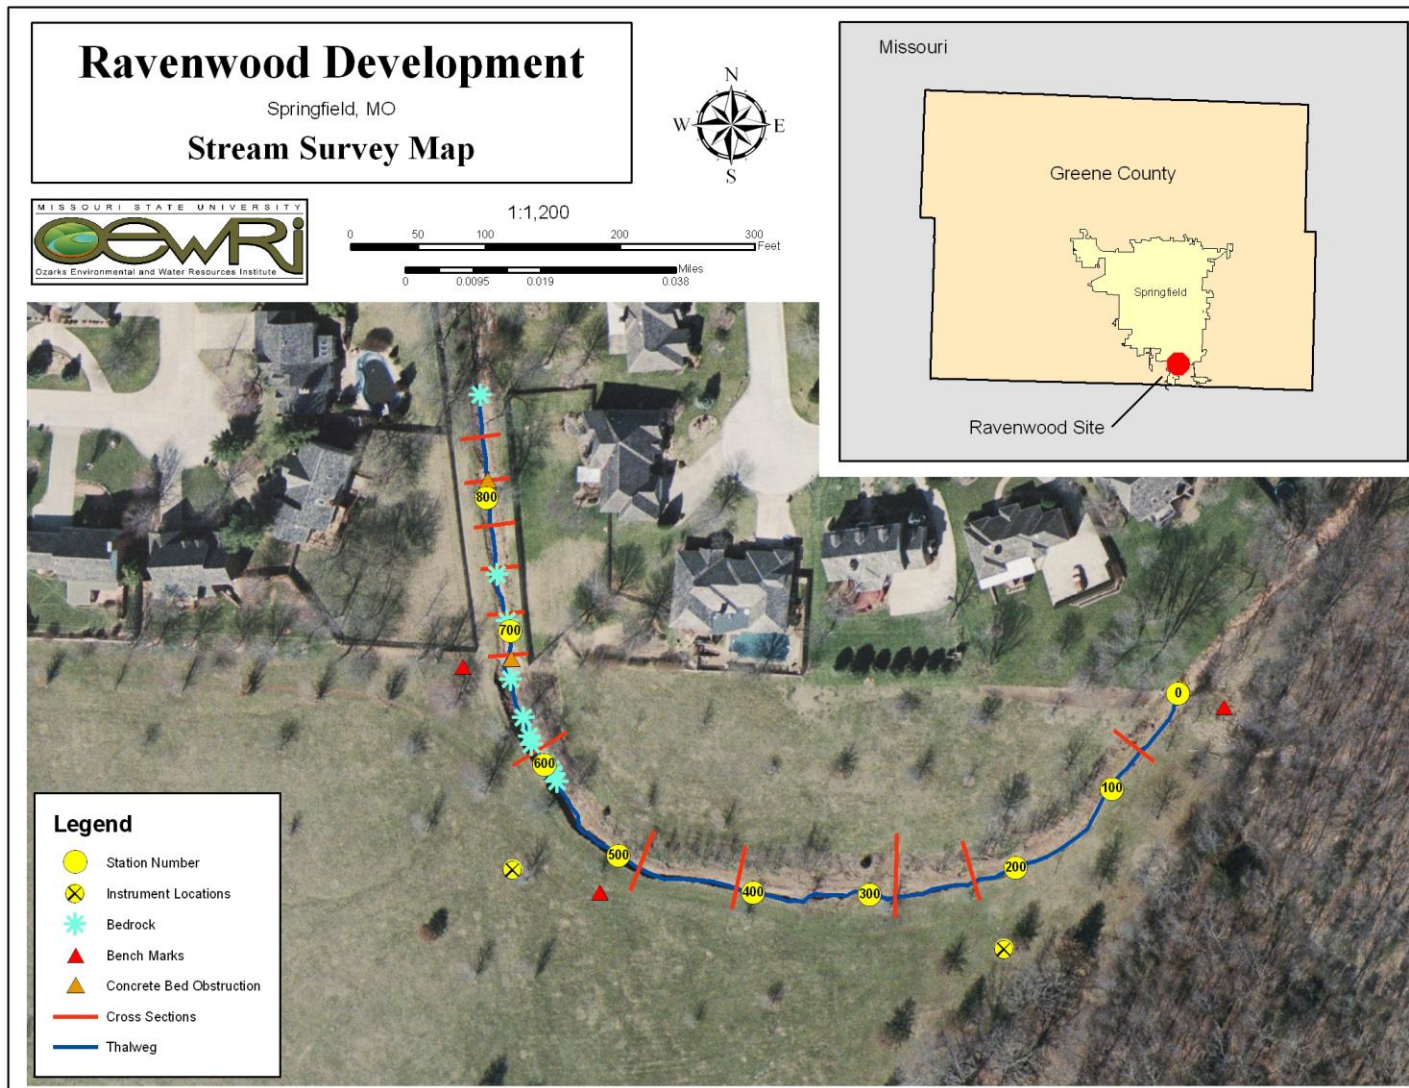 Ravenwood Development
Springfield, MO
Stream Survey Map
N
W E
S
MISSOURI STATE UNIVERSITY
OEWRI
Ozarks Environmental and Water Resources Institute
1:1,200
0 50 100 200 300
Feet
Miles
0 0.0095 0.019 0.038
Missouri
Greene County
Springfield
Ravenwood Site
800
700
600
500
400
300
200
100
0
Legend
Station Number
Instrument Locations
Bedrock
Bench Marks
Concrete Bed Obstruction
Cross Sections
Thalweg